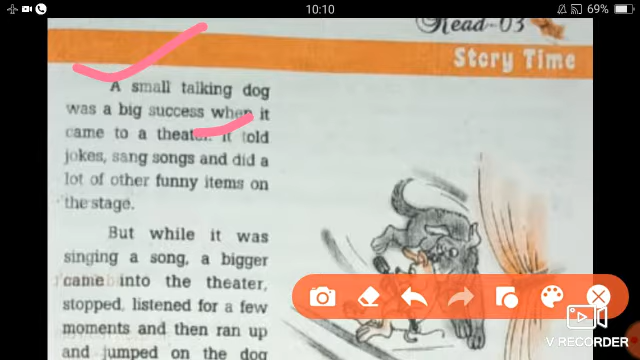 10:10
69%
Read-03
Story Time
A small talking dog
was a big success when it
came to a theater. It told
jokes, sang songs and did a
lot of other funny items on
the stage.
But while it was
singing a song, a bigger
came into the theater,
stopped, listened for a few
moments and then ran up
and jumped on the dog
V RECORDER